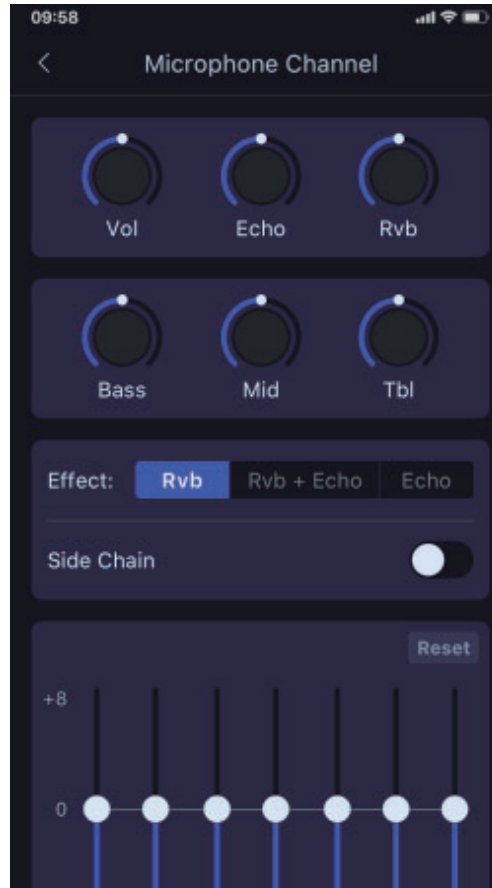 09:58
Microphone Channel
Vol Echo Rvb
Bass Mid Tbl
Effect: Rvb Rvb + Echo Echo
Side Chain
Reset
+8
0